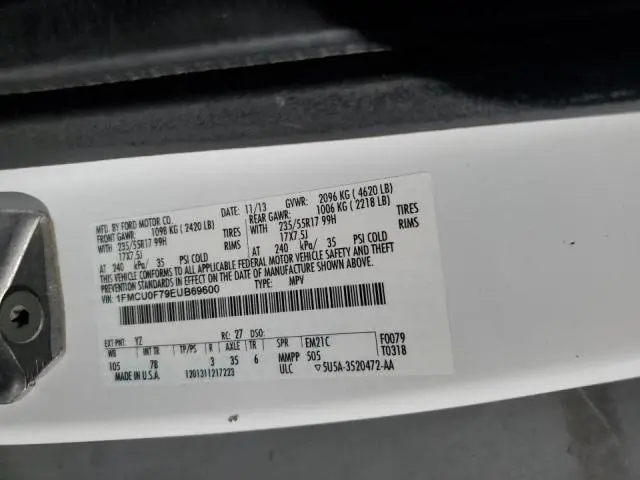 MFD. BY FORD MOTOR CO.
DATE: 11/13 GVWR: 2096 KG ( 4620 LB)
FRONT GAWR: 1098 KG ( 2420 LB)
REAR GAWR: 1006 KG ( 2218 LB)
WITH 235/55R17 99H TIRES
WITH 235/55R17 99H TIRES
17X7.5J RIMS
17X7.5J RIMS
AT 240 kPa/ 35 PSI COLD
AT 240 kPa/ 35 PSI COLD
THIS VEHICLE CONFORMS TO ALL APPLICABLE FEDERAL MOTOR VEHICLE SAFETY AND THEFT
PREVENTION STANDARDS IN EFFECT ON THE DATE OF MANUFACTURE SHOWN ABOVE.
VIN: 1FMCU0F79EUB69600
TYPE: MPV
EXT PNT: YZ RC: 27 DSO:
WB INT TR TP/PS R AXLE TR SPR EM21C F0079
105 7B 3 35 6 MMPP 505 T0318
MADE IN U.S.A. 1201311217223 ULC ▽5U5A-3520472-AA